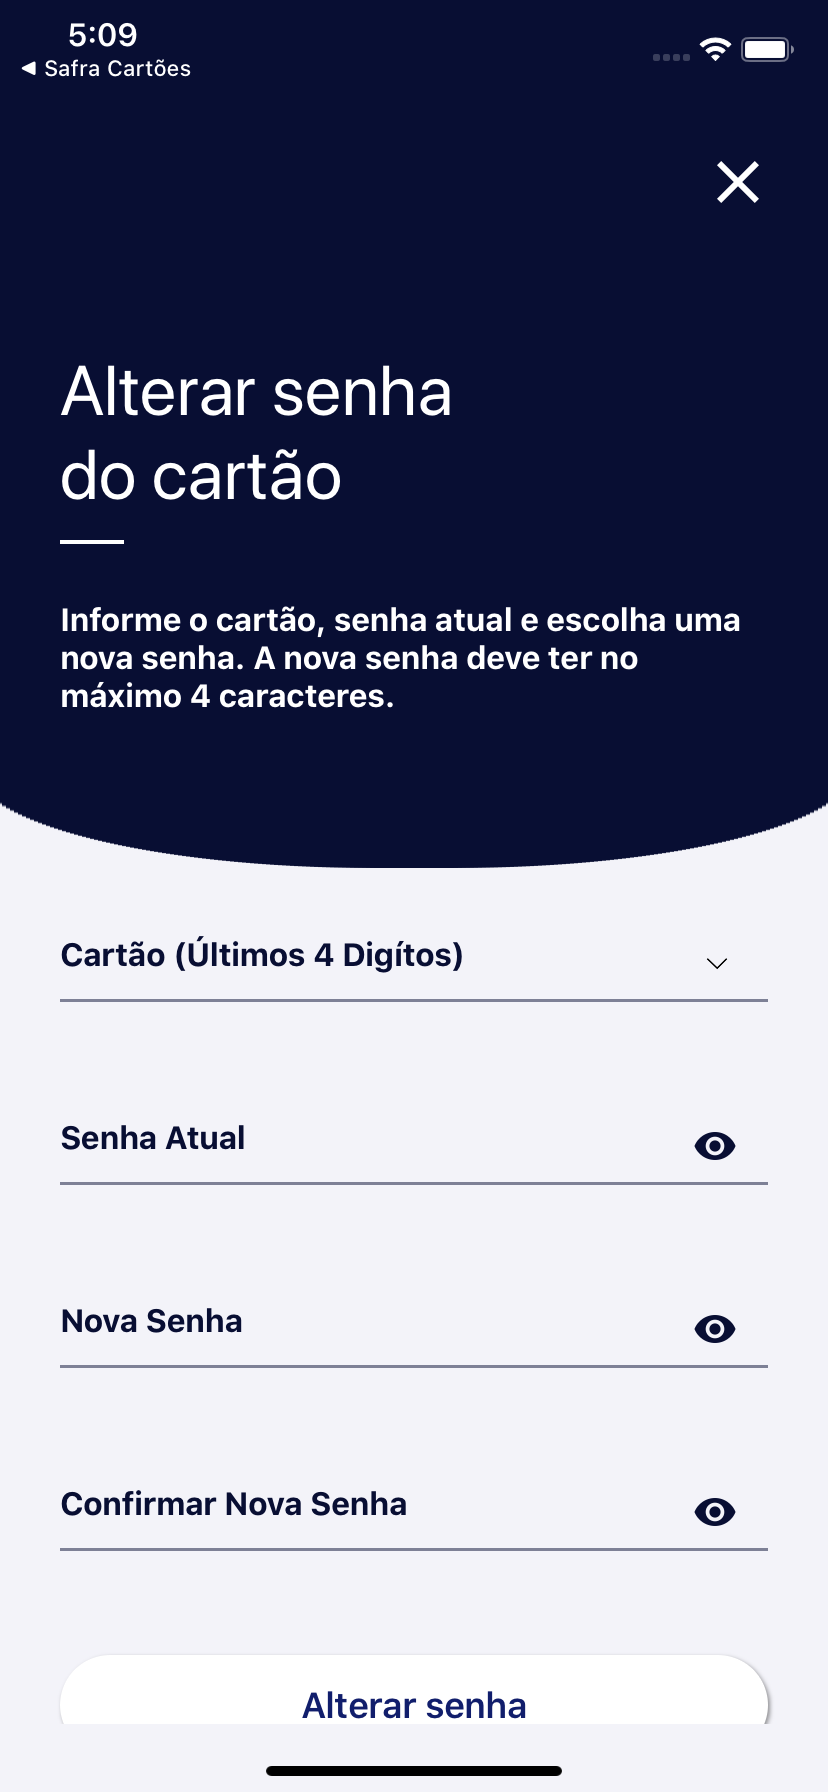 5:09
◀ Safra Cartões
Alterar senha
do cartão
Informe o cartão, senha atual e escolha uma
nova senha. A nova senha deve ter no
máximo 4 caracteres.
Cartão (Últimos 4 Digítos)
Senha Atual
Nova Senha
Confirmar Nova Senha
Alterar senha